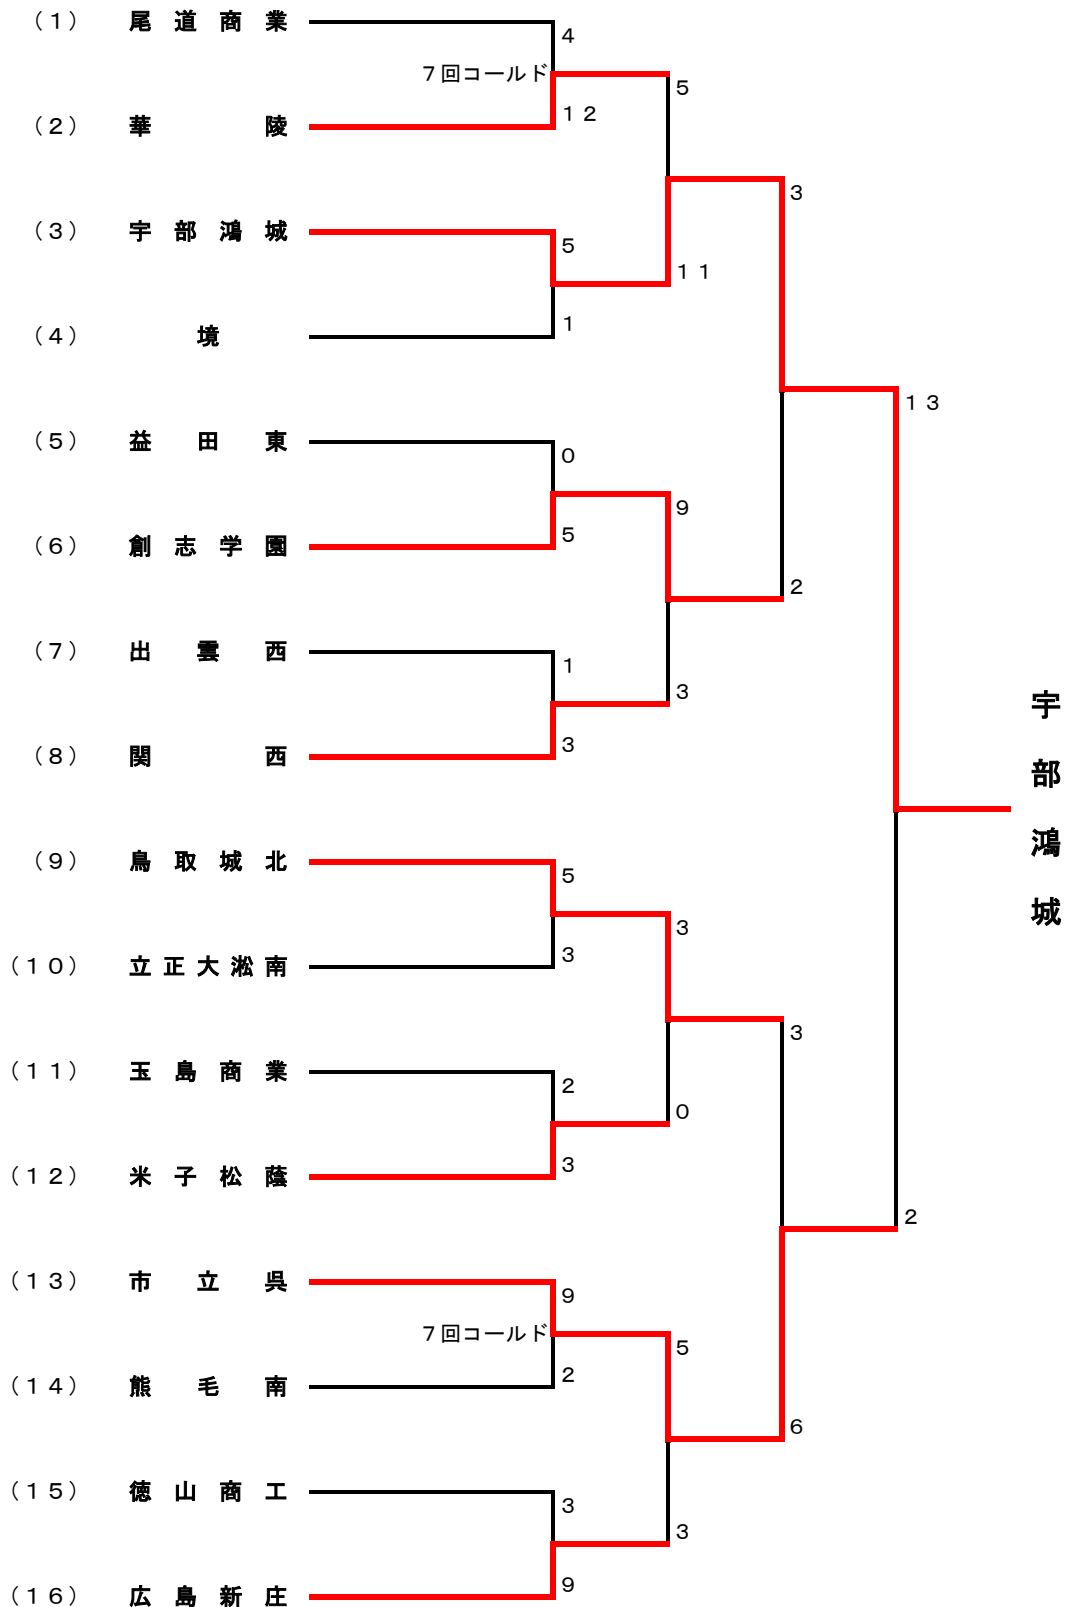 （１） 尾道商業
4
７回コールド
5
１２
（２） 華陵
3
（３） 宇部鴻城
5
１１
1
（４） 境
１３
（５） 益田東
0
9
5
（６） 創志学園
2
（７） 出雲西
1
3
3
（８） 関西
宇部鴻城
（９） 鳥取城北
5
3
3
（１０） 立正大淞南
3
（１１） 玉島商業
2
0
3
（１２） 米子松蔭
2
（１３） 市立呉
9
７回コールド
5
2
（１４） 熊毛南
6
（１５） 徳山商工
3
3
9
（１６） 広島新庄